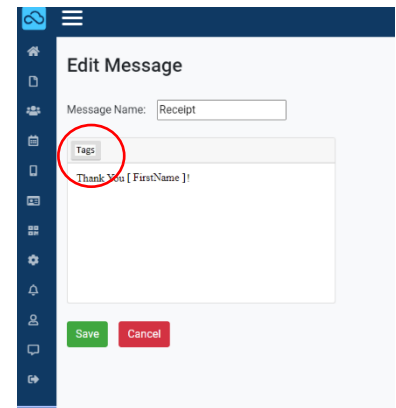 Edit Message
Message Name: Receipt
Tags
Thank You [ FirstName ]!
Save Cancel